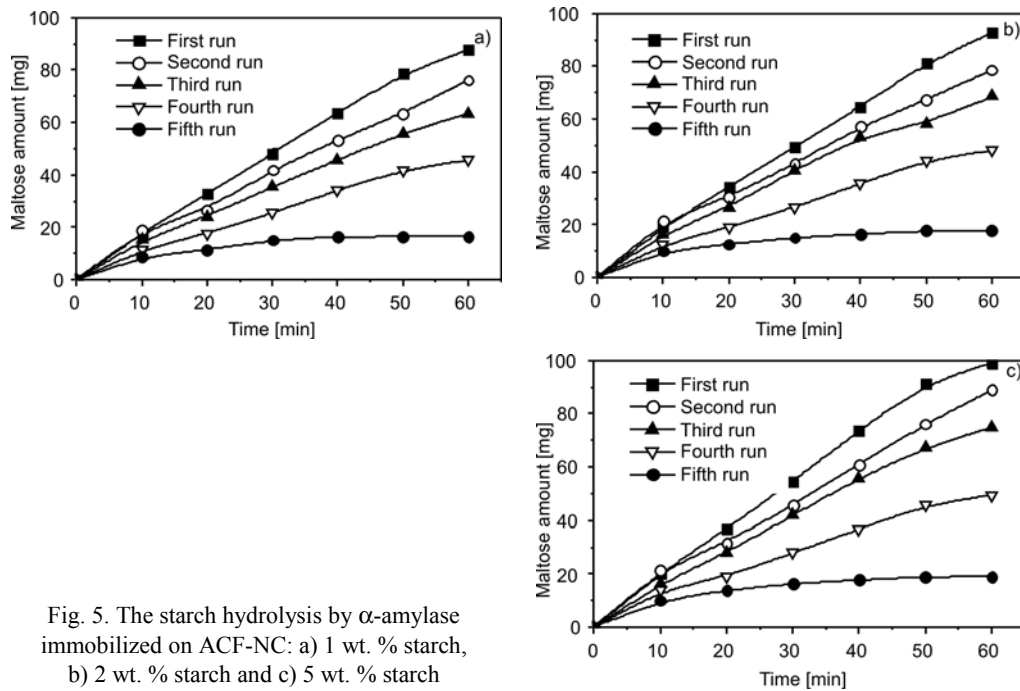 a)
First run
Second run
Third run
Fourth run
Fifth run
Maltose amount [mg]
100
80
60
40
20
0
0 10 20 30 40 50 60
Time [min]
b)
First run
Second run
Third run
Fourth run
Fifth run
Maltose amount [mg]
100
80
60
40
20
0
0 10 20 30 40 50 60
Time [min]
c)
First run
Second run
Third run
Fourth run
Fifth run
Maltose amount [mg]
100
80
60
40
20
0
0 10 20 30 40 50 60
Time [min]
Fig. 5. The starch hydrolysis by α-amylase
immobilized on ACF-NC: a) 1 wt. % starch,
b) 2 wt. % starch and c) 5 wt. % starch